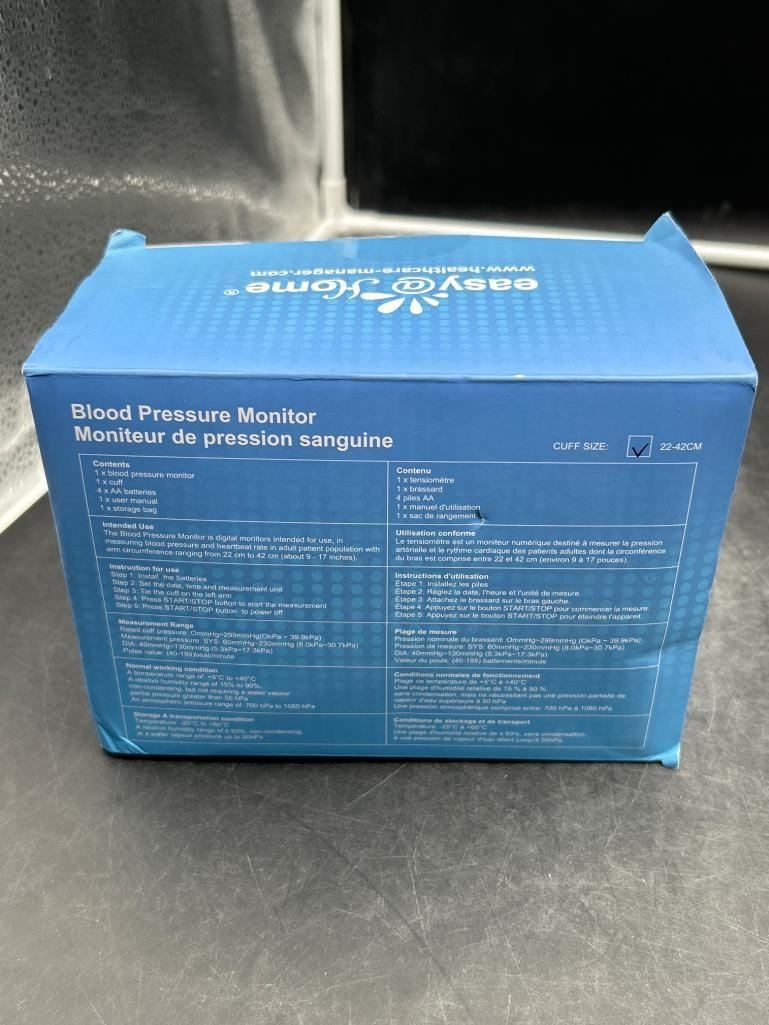 easy@Home®
www.healthcare-manager.com
Blood Pressure Monitor
Moniteur de pression sanguine
CUFF SIZE: 22-42CM
Contents
1 x blood pressure monitor
1 x cuff
4 x AA batteries
1 x user manual
1 x storage bag
Contenu
1 x tensiomètre
1 x brassard
4 piles AA
1 x manuel d'utilisation
1 x sac de rangement
Intended Use
The Blood Pressure Monitor is digital monitors intended for use, in
measuring blood pressure and heartbeat rate in adult patient population with
arm circumference ranging from 22 cm to 42 cm (about 9 - 17 inches).
Utilisation conforme
Le tensiomètre est un moniteur numérique destiné à mesurer la pression
artérielle et le rythme cardiaque des patients adultes dont la circonférence
du bras est comprise entre 22 et 42 cm (environ 9 à 17 pouces).
Instruction for use
Step 1: Install the batteries
Step 2: Set the date, time and measurement unit
Step 3: Tie the cuff on the left arm
Step 4: Press START/STOP button to start the measurement
Step 5: Press START/STOP button to power off
Instructions d'utilisation
Étape 1: Installez les piles
Étape 2: Réglez la date, l'heure et l'unité de mesure.
Étape 3: Attachez le brassard sur le bras gauche.
Étape 4: Appuyez sur le bouton START/STOP pour commencer la mesure.
Étape 5: Appuyez sur le bouton START/STOP pour éteindre l'appareil.
Measurement Range
Rated cuff pressure: 0mmHg~299mmHg(0kPa ~ 39.9kPa)
Measurement pressure: SYS: 60mmHg~230mmHg (8.0kPa~30.7kPa)
DIA: 40mmHg~130mmHg (5.3kPa~17.3kPa)
Pulse value: (40-199)beat/minute
Plage de mesure
Pression nominale du brassard: 0mmHg~299mmHg (0kPa ~ 39.9kPa)
Pression de mesure: SYS: 60mmHg~230mmHg (8.0kPa~30.7kPa)
DIA: 40mmHg~130mmHg (5.3kPa~17.3kPa)
Valeur du pouls: (40-199) battements/minute
Normal working condition
A temperature range of +5°C to +40°C
A relative humidity range of 15% to 90%,
non-condensing, but not requiring a water vapour
partial pressure greater than 50 hPa
An atmospheric pressure range of 700 hPa to 1060 hPa
Conditions normales de fonctionnement
Plage de température de +5°C à +40°C
Une plage d'humidité relative de 15 % à 90 %,
sans condensation, mais ne nécessitant pas une pression partielle de
vapeur d'eau supérieure à 50 hPa
Une pression atmosphérique comprise entre 700 hPa à 1060 hPa
Storage & transportation condition
Temperature -20°C to +60°C
A relative humidity range of ≤ 93%, non-condensing,
at a water vapour pressure up to 50hPa
Conditions de stockage et de transport
Température -20°C à +60°C
Une plage d'humidité relative de ≤ 93%, sans condensation,
à une pression de vapeur d'eau allant jusqu'à 50hPa